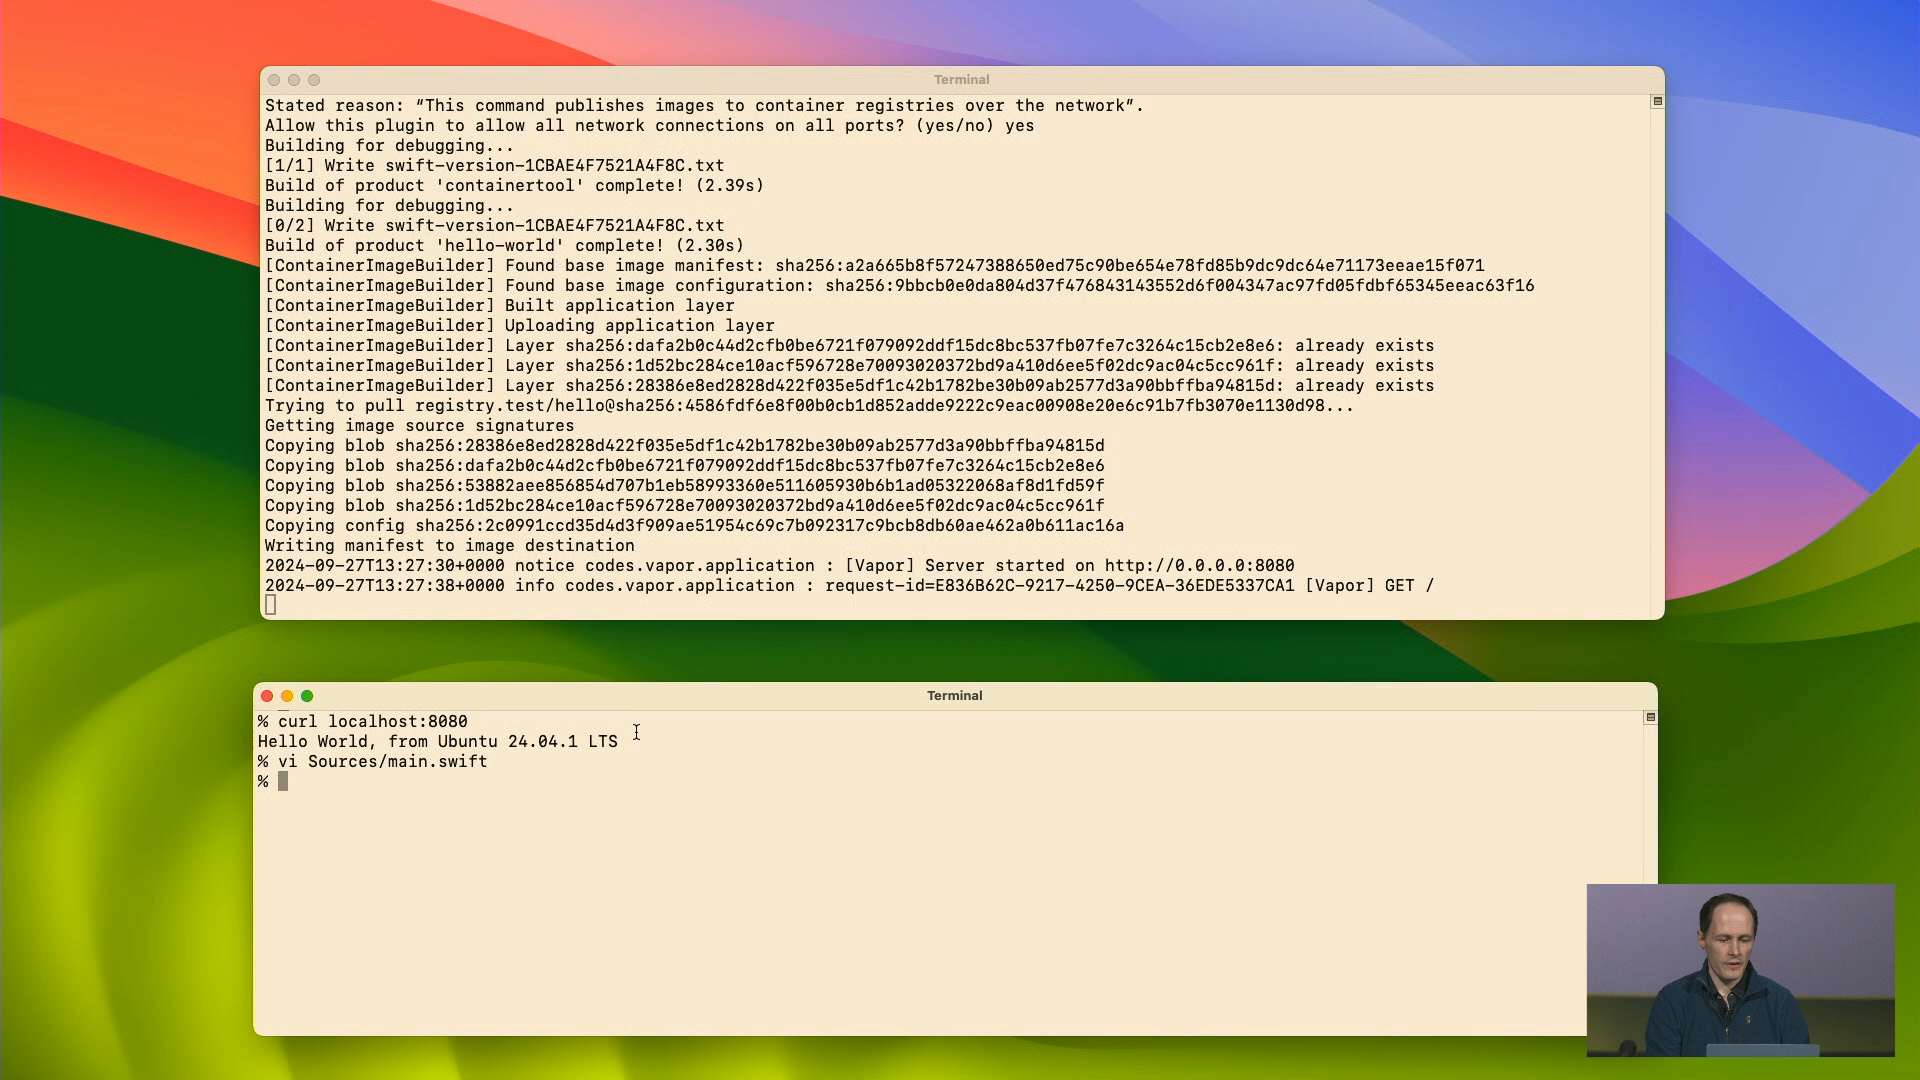 Terminal
Stated reason: “This command publishes images to container registries over the network”.
Allow this plugin to allow all network connections on all ports? (yes/no) yes
Building for debugging...
[1/1] Write swift-version-1CBAE4F7521A4F8C.txt
Build of product 'containertool' complete! (2.39s)
Building for debugging...
[0/2] Write swift-version-1CBAE4F7521A4F8C.txt
Build of product 'hello-world' complete! (2.30s)
[ContainerImageBuilder] Found base image manifest: sha256:a2a665b8f57247388650ed75c90be654e78fd85b9dc9dc64e71173eeae15f071
[ContainerImageBuilder] Found base image configuration: sha256:9bbcb0e0da804d37f476843143552d6f004347ac97fd05fdbf65345eeac63f16
[ContainerImageBuilder] Built application layer
[ContainerImageBuilder] Uploading application layer
[ContainerImageBuilder] Layer sha256:dafa2b0c44d2cfb0be6721f079092ddf15dc8bc537fb07fe7c3264c15cb2e8e6: already exists
[ContainerImageBuilder] Layer sha256:1d52bc284ce10acf596728e70093020372bd9a410d6ee5f02dc9ac04c5cc961f: already exists
[ContainerImageBuilder] Layer sha256:28386e8ed2828d422f035e5df1c42b1782be30b09ab2577d3a90bbffba94815d: already exists
Trying to pull registry.test/hello@sha256:4586fdf6e8f00b0cb1d852adde9222c9eac00908e20e6c91b7fb3070e1130d98...
Getting image source signatures
Copying blob sha256:28386e8ed2828d422f035e5df1c42b1782be30b09ab2577d3a90bbffba94815d
Copying blob sha256:dafa2b0c44d2cfb0be6721f079092ddf15dc8bc537fb07fe7c3264c15cb2e8e6
Copying blob sha256:53882aee856854d707b1eb58993360e511605930b6b1ad05322068af8d1fd59f
Copying blob sha256:1d52bc284ce10acf596728e70093020372bd9a410d6ee5f02dc9ac04c5cc961f
Copying config sha256:2c0991ccd35d4d3f909ae51954c69c7b092317c9bcb8db60ae462a0b611ac16a
Writing manifest to image destination
2024-09-27T13:27:30+0000 notice codes.vapor.application : [Vapor] Server started on http://0.0.0.0:8080
2024-09-27T13:27:38+0000 info codes.vapor.application : request-id=E836B62C-9217-4250-9CEA-36EDE5337CA1 [Vapor] GET /
Terminal
% curl localhost:8080
Hello World, from Ubuntu 24.04.1 LTS
% vi Sources/main.swift
%